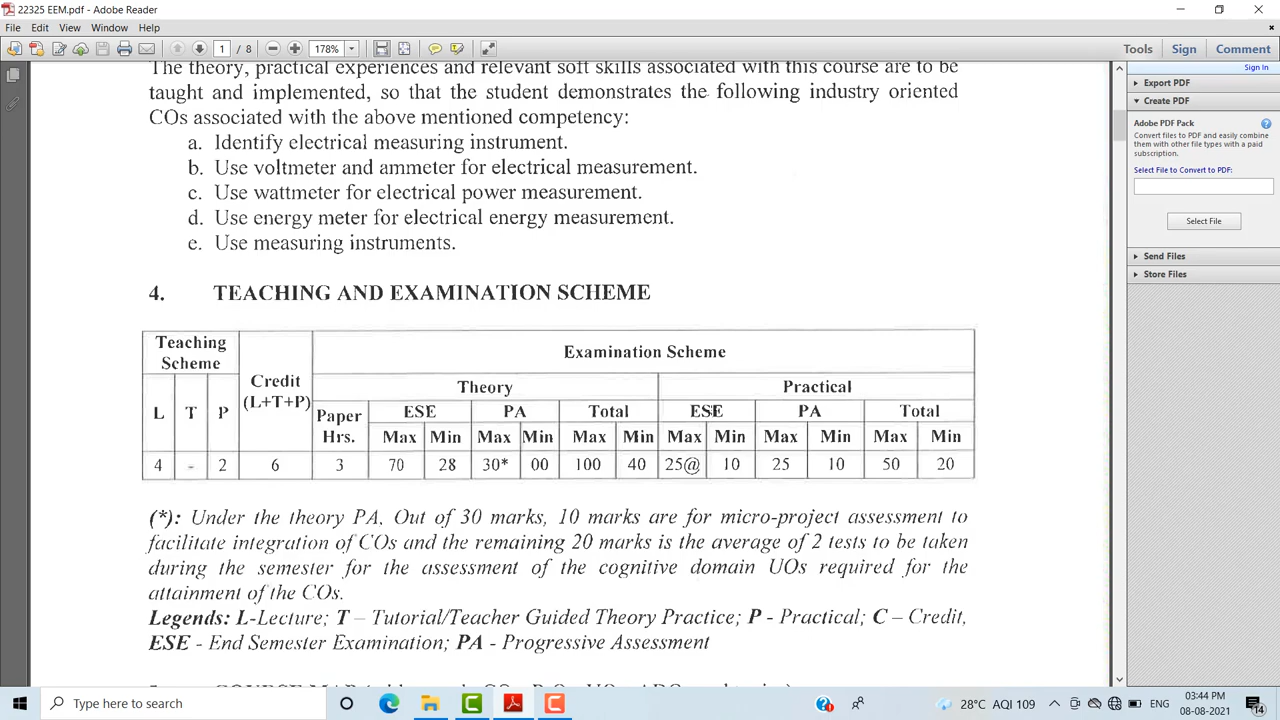 22325 EEM.pdf - Adobe Reader
File Edit View Window Help
1 / 8 178% Tools Sign Comment
Sign In
The theory, practical experiences and relevant soft skills associated with this course are to be
taught and implemented, so that the student demonstrates the following industry oriented
COs associated with the above mentioned competency:
a. Identify electrical measuring instrument.
b. Use voltmeter and ammeter for electrical measurement.
c. Use wattmeter for electrical power measurement.
d. Use energy meter for electrical energy measurement.
e. Use measuring instruments.
4. TEACHING AND EXAMINATION SCHEME
Teaching
Scheme
Credit
(L+T+P)
Examination Scheme
L T P
Theory Practical
Paper
Hrs.
ESE PA Total ESE PA Total
Max Min Max Min Max Min Max Min Max Min Max Min
4 - 2 6 3 70 28 30* 00 100 40 25@ 10 25 10 50 20
(*): Under the theory PA, Out of 30 marks, 10 marks are for micro-project assessment to
facilitate integration of COs and the remaining 20 marks is the average of 2 tests to be taken
during the semester for the assessment of the cognitive domain UOs required for the
attainment of the COs.
Legends: L-Lecture; T – Tutorial/Teacher Guided Theory Practice; P - Practical; C – Credit,
ESE - End Semester Examination; PA - Progressive Assessment
Export PDF
Create PDF
Adobe PDF Pack
Convert files to PDF and easily combine
them with other file types with a paid
subscription.
Select File to Convert to PDF:
Select File
Send Files
Store Files
Type here to search
28°C AQI 109
ENG
03:44 PM
08-08-2021
14